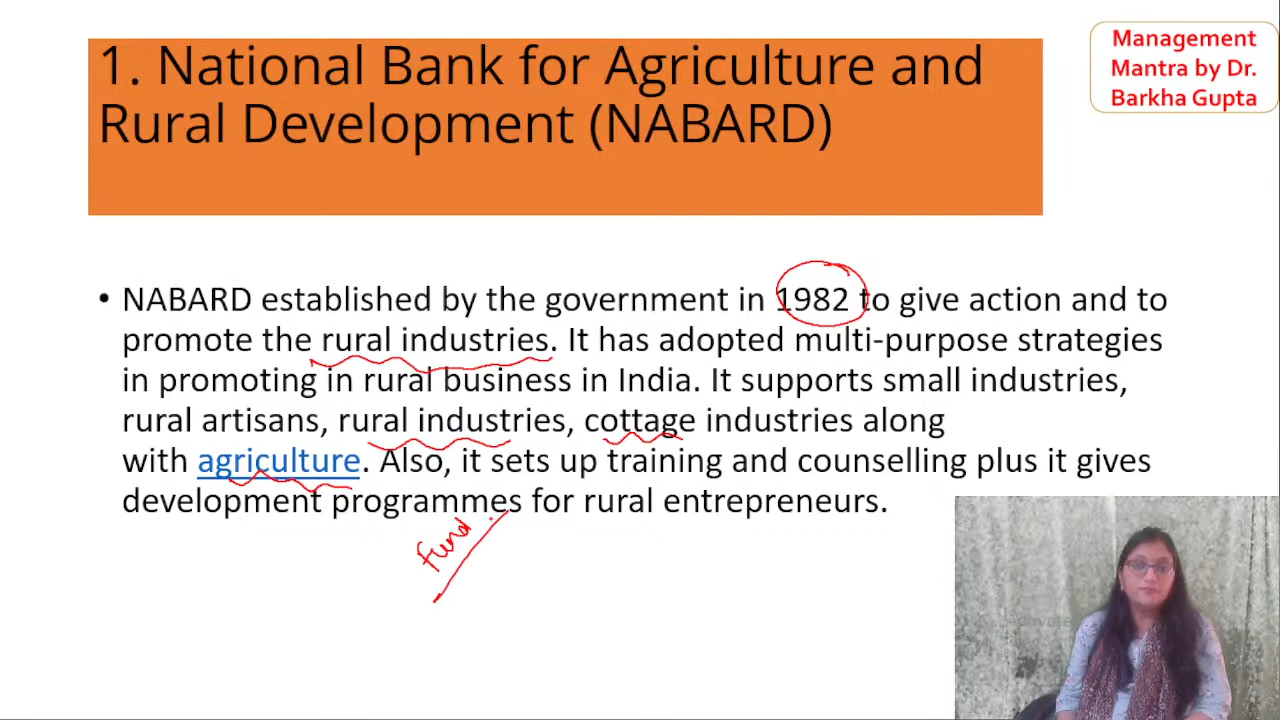 1. National Bank for Agriculture and
Rural Development (NABARD)
Management
Mantra by Dr.
Barkha Gupta
• NABARD established by the government in 1982 to give action and to
promote the rural industries. It has adopted multi-purpose strategies
in promoting in rural business in India. It supports small industries,
rural artisans, rural industries, cottage industries along
with agriculture. Also, it sets up training and counselling plus it gives
development programmes for rural entrepreneurs.
fund